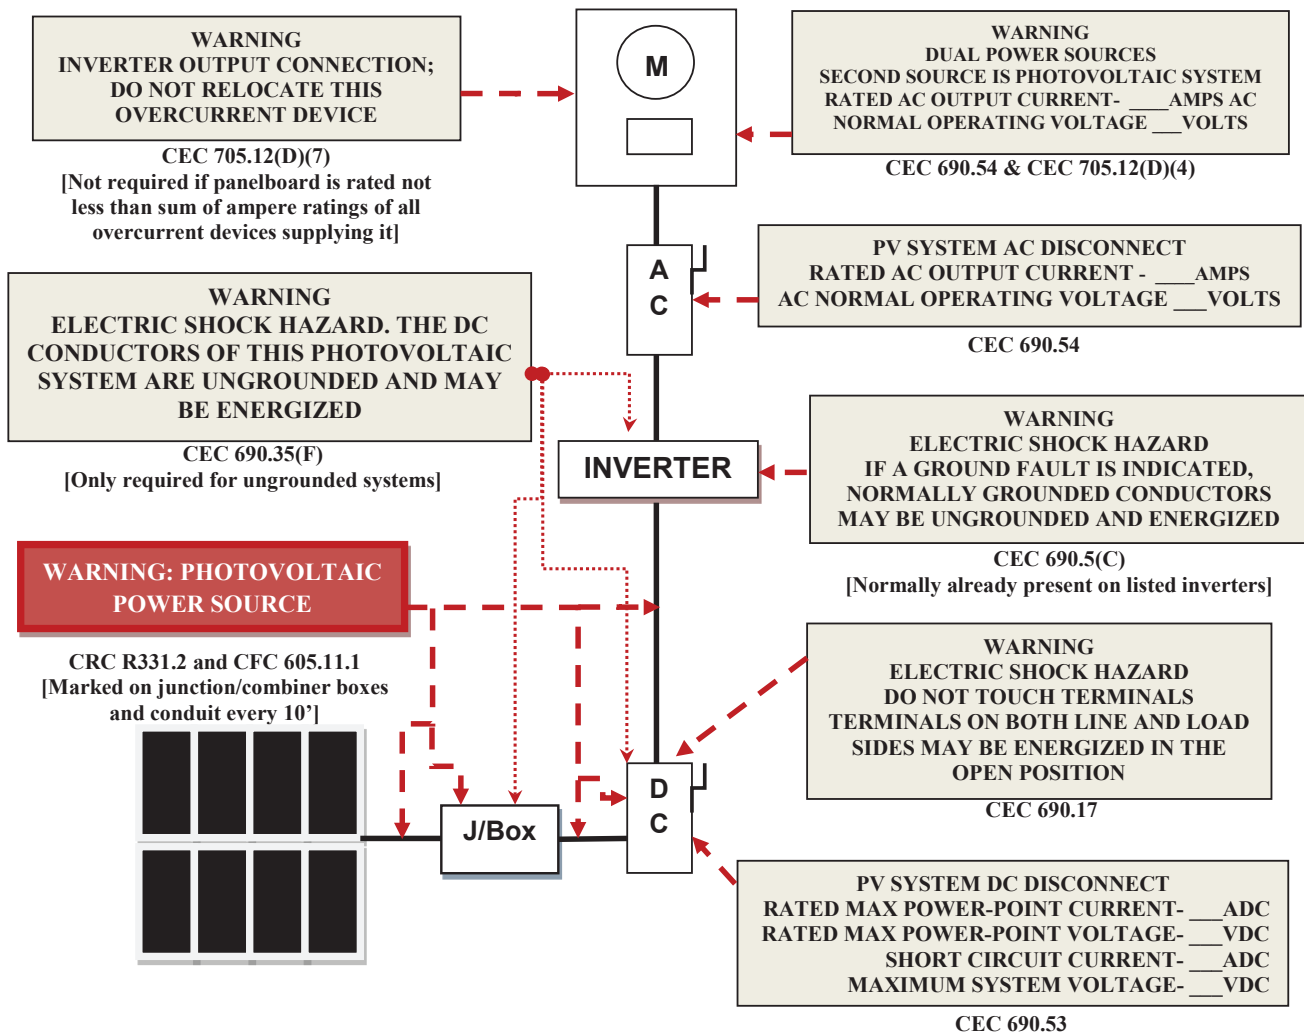 WARNING
INVERTER OUTPUT CONNECTION;
DO NOT RELOCATE THIS
OVERCURRENT DEVICE
CEC 705.12(D)(7)
[Not required if panelboard is rated not
less than sum of ampere ratings of all
overcurrent devices supplying it]
M
WARNING
DUAL POWER SOURCES
SECOND SOURCE IS PHOTOVOLTAIC SYSTEM
RATED AC OUTPUT CURRENT- ____AMPS AC
NORMAL OPERATING VOLTAGE ___VOLTS
CEC 690.54 & CEC 705.12(D)(4)
A
C
PV SYSTEM AC DISCONNECT
RATED AC OUTPUT CURRENT - ____AMPS
AC NORMAL OPERATING VOLTAGE ___VOLTS
CEC 690.54
WARNING
ELECTRIC SHOCK HAZARD. THE DC
CONDUCTORS OF THIS PHOTOVOLTAIC
SYSTEM ARE UNGROUNDED AND MAY
BE ENERGIZED
CEC 690.35(F)
[Only required for ungrounded systems]
INVERTER
WARNING
ELECTRIC SHOCK HAZARD
IF A GROUND FAULT IS INDICATED,
NORMALLY GROUNDED CONDUCTORS
MAY BE UNGROUNDED AND ENERGIZED
CEC 690.5(C)
[Normally already present on listed inverters]
WARNING: PHOTOVOLTAIC
POWER SOURCE
CRC R331.2 and CFC 605.11.1
[Marked on junction/combiner boxes
and conduit every 10’]
WARNING
ELECTRIC SHOCK HAZARD
DO NOT TOUCH TERMINALS
TERMINALS ON BOTH LINE AND LOAD
SIDES MAY BE ENERGIZED IN THE
OPEN POSITION
CEC 690.17
J/Box
D
C
PV SYSTEM DC DISCONNECT
RATED MAX POWER-POINT CURRENT- ___ADC
RATED MAX POWER-POINT VOLTAGE- ___VDC
SHORT CIRCUIT CURRENT- ___ADC
MAXIMUM SYSTEM VOLTAGE- ___VDC
CEC 690.53